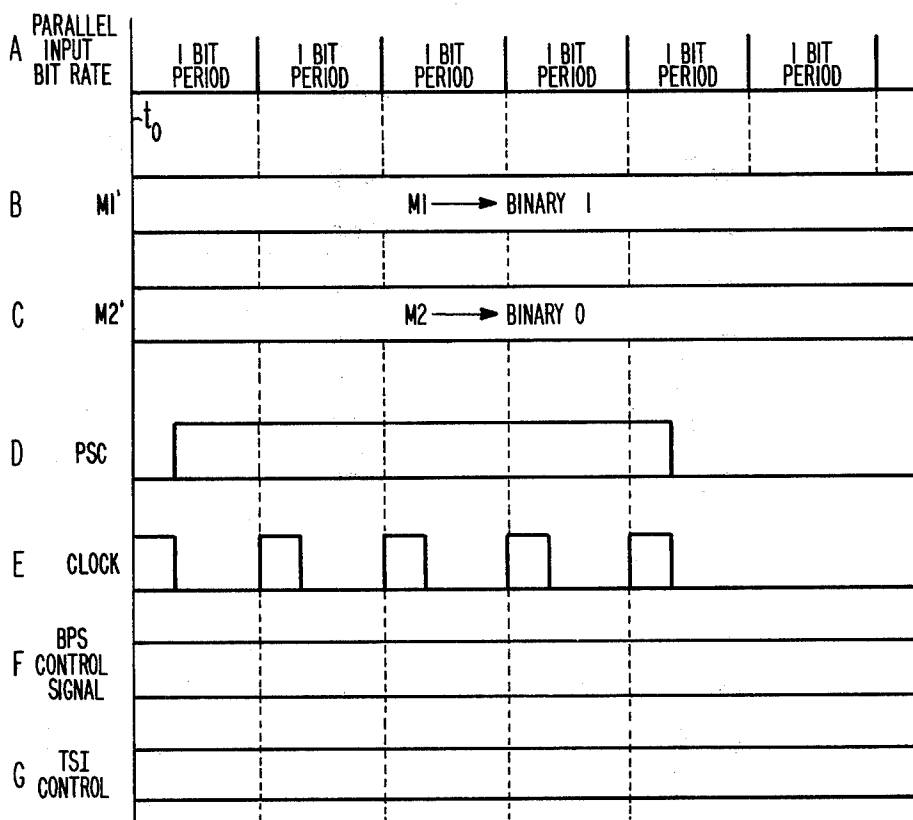 PARALLEL
A INPUT
BIT RATE
1 BIT PERIOD
1 BIT PERIOD
1 BIT PERIOD
1 BIT PERIOD
1 BIT PERIOD
1 BIT PERIOD
t0
B M1' M1 → BINARY 1
C M2' M2 → BINARY 0
D PSC
E CLOCK
BPS
F CONTROL
SIGNAL
G TSI
CONTROL